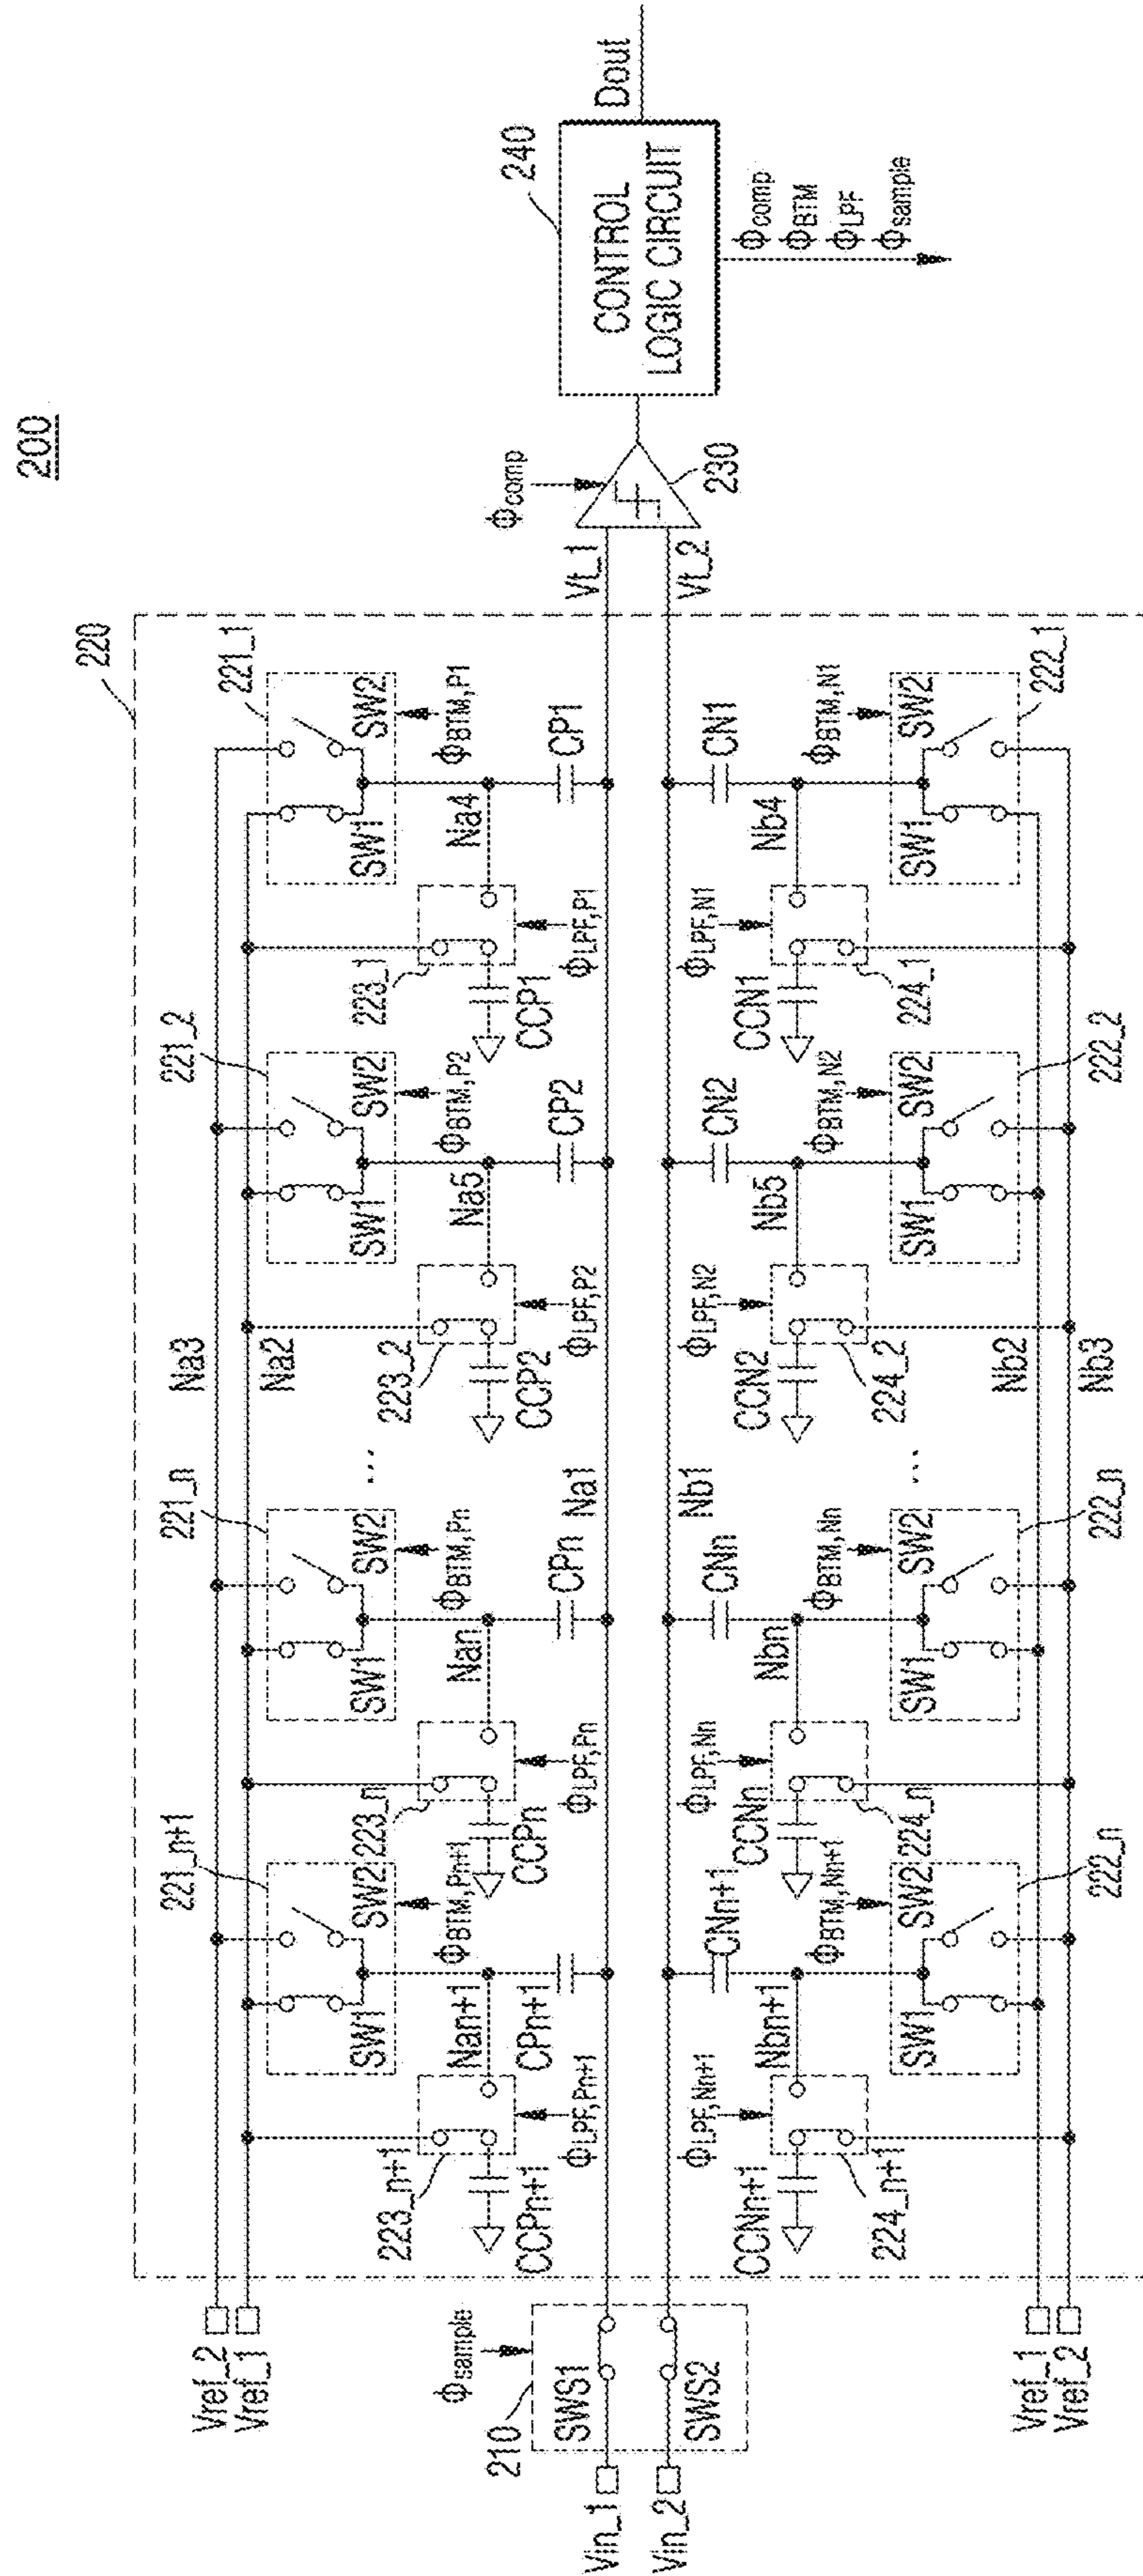 200
220
221_n+1
221_n
221_2
221_1
Vref_2
Vref_1
Na3
Na2
SW1
SW2
SW1
SW2
...
SW1
SW2
SW1
SW2
ΦBTM,Pn+1
ΦBTM,Pn
ΦBTM,P2
ΦBTM,P1
223_n+1
223_n
223_2
223_1
Nan+1
Nan
Na5
Na4
CCPn+1
CCPn
CCP2
CCP1
ΦLPF,Pn+1
ΦLPF,Pn
ΦLPF,P2
ΦLPF,P1
CPn+1
CPn
CP2
CP1
Φsample
210
SWS1
SWS2
Vin_1
Vin_2
Na1
Nb1
Vt_1
Vt_2
Φcomp
230
240
CONTROL
LOGIC CIRCUIT
Dout
Φcomp
ΦBTM
ΦLPF
Φsample
CNn+1
CNn
CN2
CN1
ΦLPF,Nn+1
ΦLPF,Nn
ΦLPF,N2
ΦLPF,N1
CCNn+1
CCNn
CCN2
CCN1
Nbn+1
Nbn
Nb5
Nb4
ΦBTM,Nn+1
ΦBTM,Nn
ΦBTM,N2
ΦBTM,N1
224_n+1
224_n
224_2
224_1
SW1
SW2
SW1
SW2
...
SW1
SW2
SW1
SW2
Vref_1
Vref_2
Nb2
Nb3
222_n
222_n
222_2
222_1